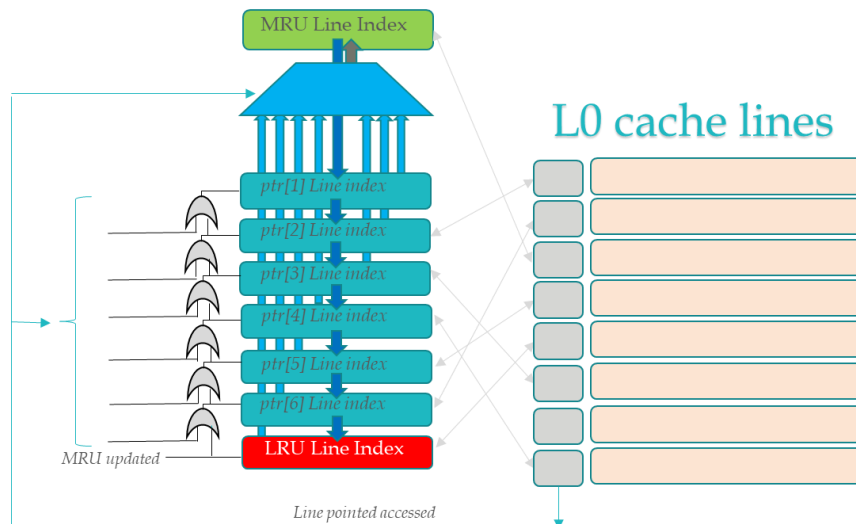 MRU Line Index
L0 cache lines
ptr[1] Line index
ptr[2] Line index
ptr[3] Line index
ptr[4] Line index
ptr[5] Line index
ptr[6] Line index
LRU Line Index
MRU updated
Line pointed accessed